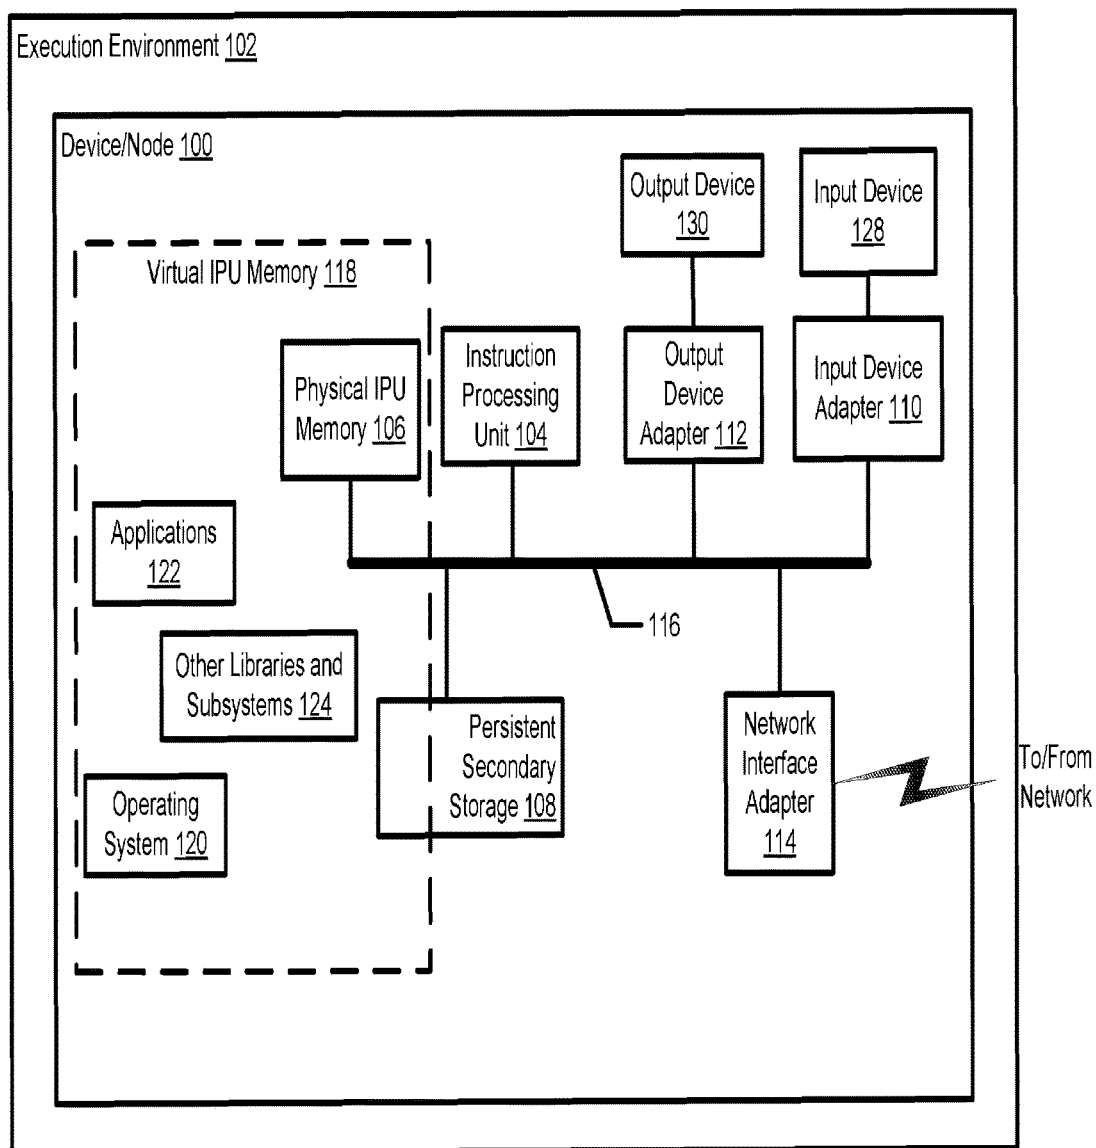 Execution Environment 102
Device/Node 100
Output Device
130
Input Device
128
Virtual IPU Memory 118
Physical IPU
Memory 106
Instruction
Processing
Unit 104
Output
Device
Adapter 112
Input Device
Adapter 110
Applications
122
116
Other Libraries and
Subsystems 124
Persistent
Secondary
Storage 108
Network
Interface
Adapter
114
To/From
Network
Operating
System 120